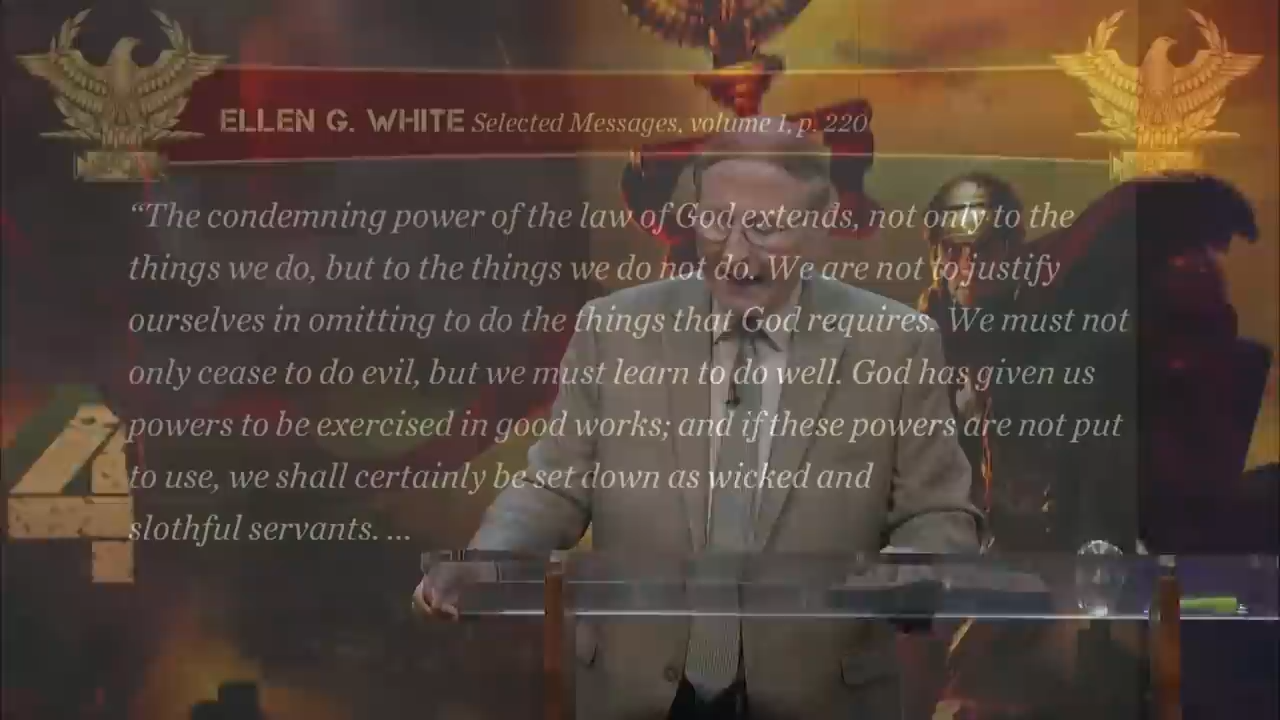 ELLEN G. WHITE Selected Messages, volume 1, p. 220
“The condemning power of the law of God extends, not only to the
things we do, but to the things we do not do. We are not to justify
ourselves in omitting to do the things that God requires. We must not
only cease to do evil, but we must learn to do well. God has given us
powers to be exercised in good works; and if these powers are not put
to use, we shall certainly be set down as wicked and
slothful servants. ...
4